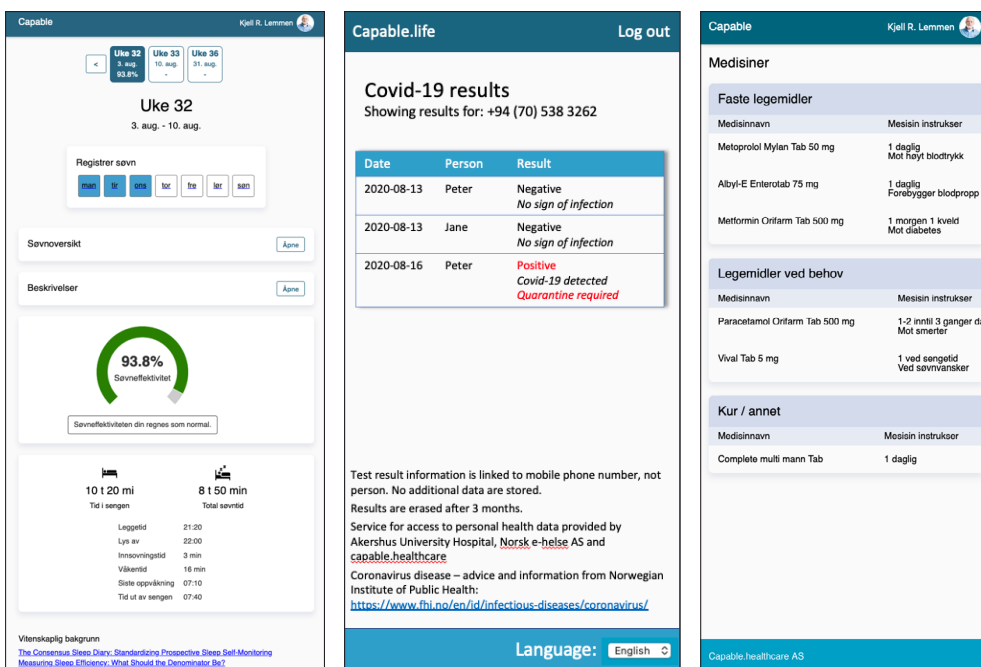 Capable
Kjell R. Lemmen
<
Uke 32
3. aug.
93.8%
Uke 33
10. aug.
-
Uke 36
31. aug.
-
Uke 32
3. aug. - 10. aug.
Registrer søvn
man tir ons tor fre lør søn
Søvnoversikt
Åpne
Beskrivelser
Åpne
93.8%
Søvneffektivitet
Søvneffektiviteten din regnes som normal.
10 t 20 mi
Tid i sengen
8 t 50 min
Total søvntid
Leggetid 21:20
Lys av 22:00
Innsovningstid 3 min
Våkentid 16 min
Siste oppvåkning 07:10
Tid ut av sengen 07:40
Vitenskaplig bakgrunn
The Consensus Sleep Diary: Standardizing Prospective Sleep Self-Monitoring
Measuring Sleep Efficiency: What Should the Denominator Be?
Capable.life
Log out
Covid-19 results
Showing results for: +94 (70) 538 3262
Date Person Result
2020-08-13 Peter Negative
No sign of infection
2020-08-13 Jane Negative
No sign of infection
2020-08-16 Peter Positive
Covid-19 detected
Quarantine required
Test result information is linked to mobile phone number, not
person. No additional data are stored.
Results are erased after 3 months.
Service for access to personal health data provided by
Akershus University Hospital, Norsk e-helse AS and
capable.healthcare
Coronavirus disease – advice and information from Norwegian
Institute of Public Health:
https://www.fhi.no/en/id/infectious-diseases/coronavirus/
Language: English
Capable
Kjell R. Lemmen
Medisiner
Faste legemidler
Medisinnavn Mesisin instrukser
Metoprolol Mylan Tab 50 mg 1 daglig
Mot høyt blodtrykk
Albyl-E Enterotab 75 mg 1 daglig
Forebygger blodpropp
Metformin Orifarm Tab 500 mg 1 morgen 1 kveld
Mot diabetes
Legemidler ved behov
Medisinnavn Mesisin instrukser
Paracetamol Orifarm Tab 500 mg 1-2 inntil 3 ganger da
Mot smerter
Vival Tab 5 mg 1 ved sengetid
Ved søvnvansker
Kur / annet
Medisinnavn Mesisin instrukser
Complete multi mann Tab 1 daglig
Capable.healthcare AS